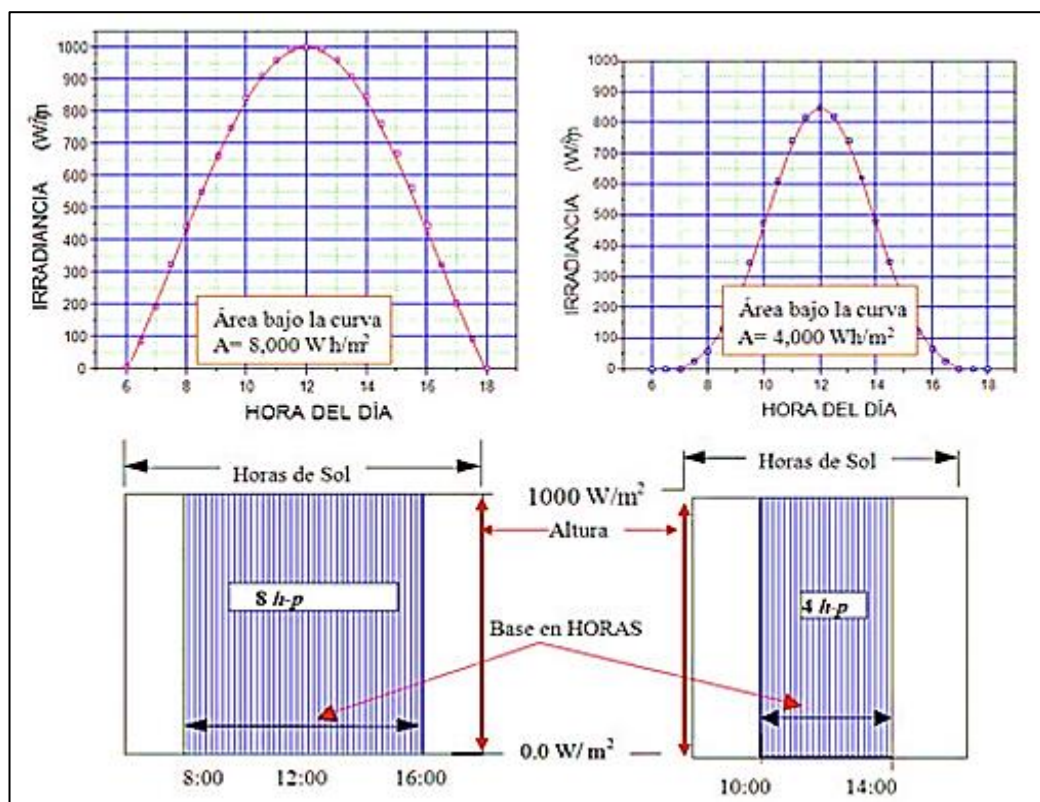 1000
900
800
700
600
500
400
300
200
100
0
IRRADIANCIA (W/m²
Área bajo la curva
A= 8,000 Wh/m²
6 8 10 12 14 16 18
HORA DEL DÍA
1000
900
800
700
600
500
400
300
200
100
0
IRRADIANCIA (W/m²
Área bajo la curva
A= 4,000 Wh/m²
6 8 10 12 14 16 18
HORA DEL DÍA
Horas de Sol
8 h-p
8:00 12:00 16:00
1000 W/m²
Altura
Base en HORAS
0.0 W/m²
Horas de Sol
4 h-p
10:00 14:00